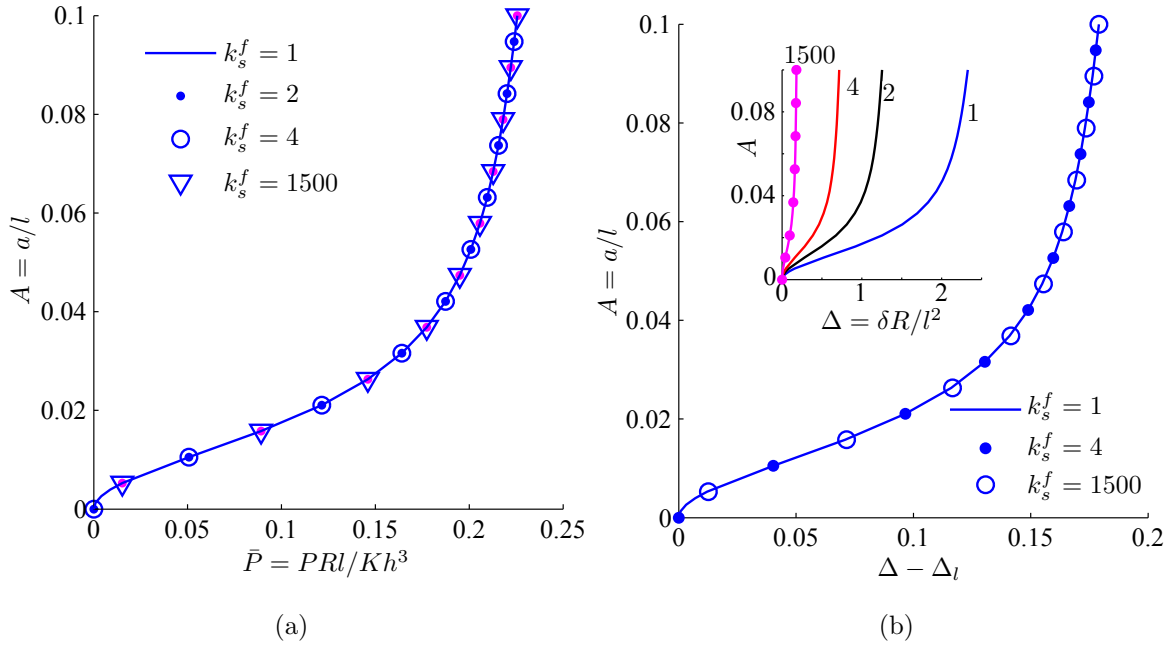 0.1
0.08
0.06
0.04
0.02
0
A = a/l
0 0.05 0.1 0.15 0.2 0.25
P̄ = PRl/Kh³
k_s^f = 1
k_s^f = 2
k_s^f = 4
k_s^f = 1500
(a)
0.1
0.08
0.06
0.04
0.02
0
A = a/l
0 0.05 0.1 0.15 0.2
Δ − Δ_l
1500
4
2
1
0.08
0.04
0
A
0 1 2
Δ = δR/l²
k_s^f = 1
k_s^f = 4
k_s^f = 1500
(b)